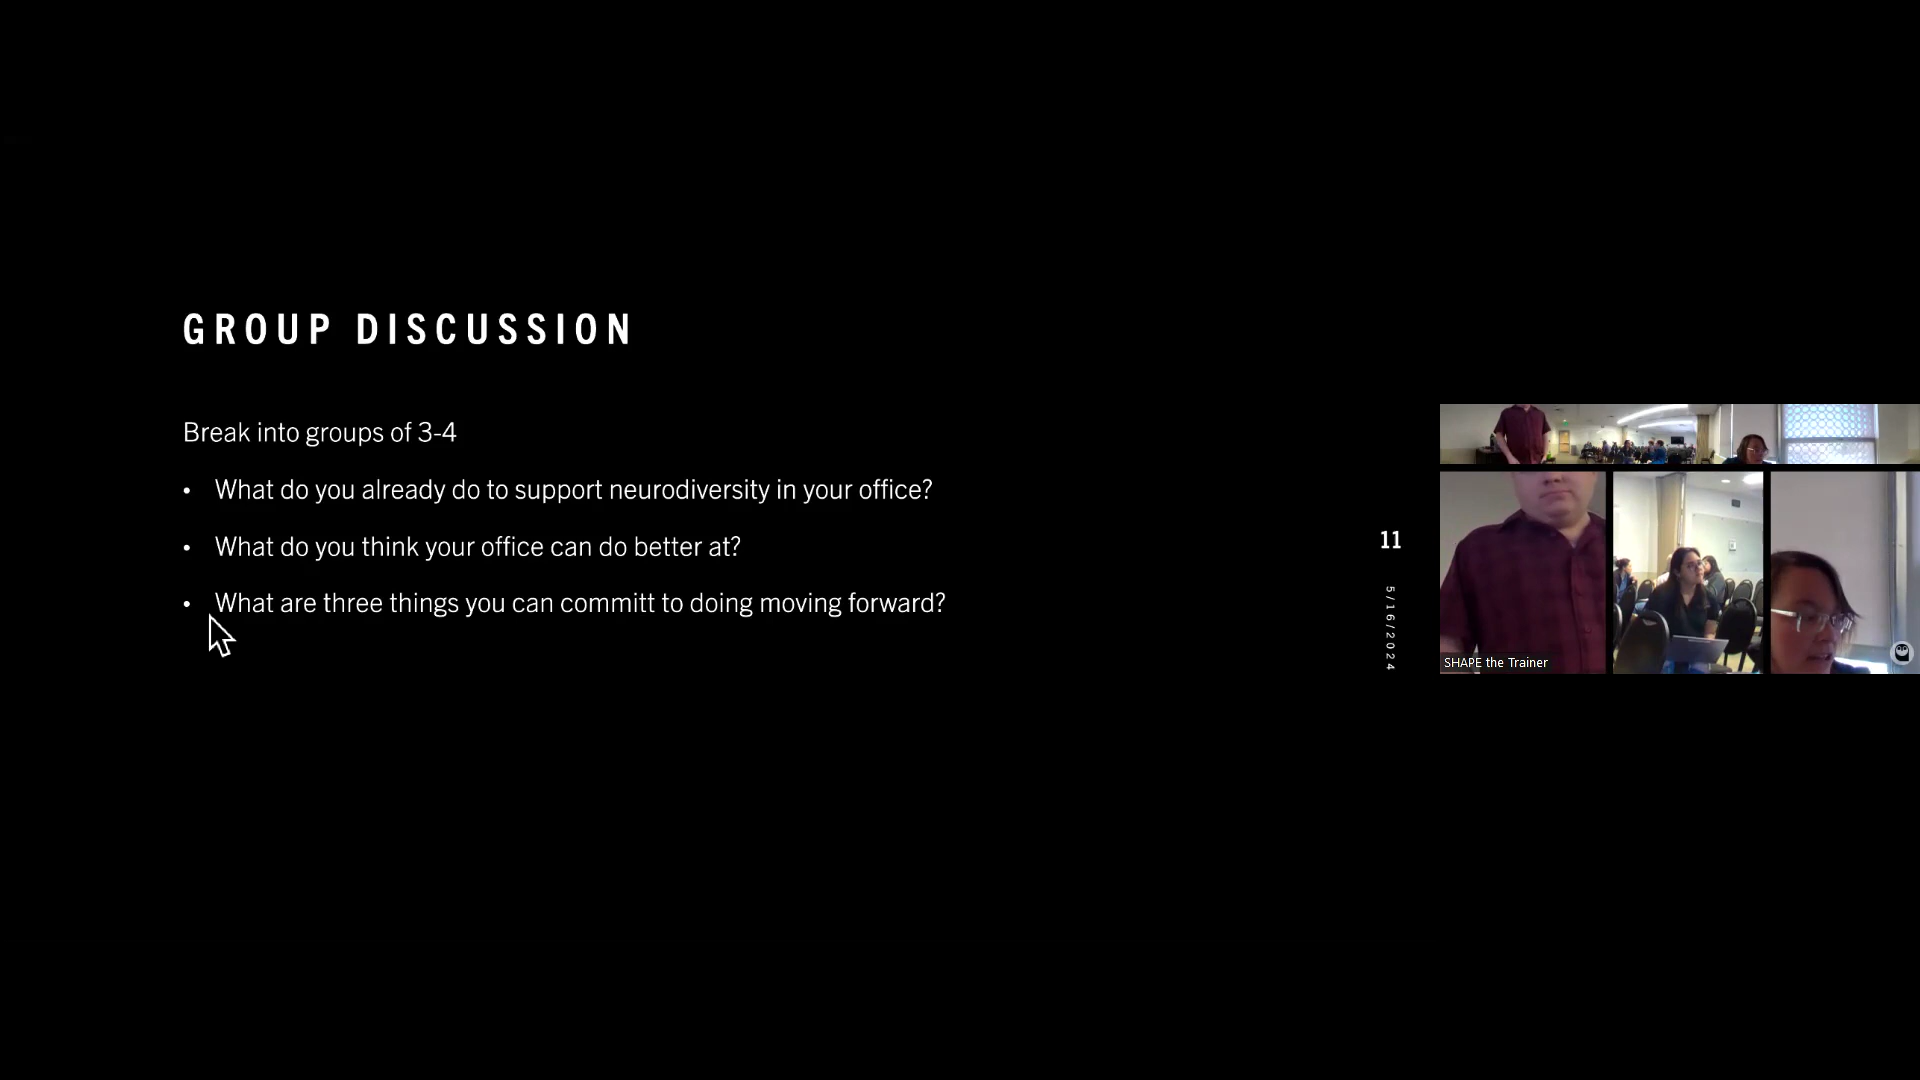 GROUP DISCUSSION
Break into groups of 3-4
• What do you already do to support neurodiversity in your office?
• What do you think your office can do better at?
• What are three things you can committ to doing moving forward?
11
5/16/2024
SHAPE the Trainer